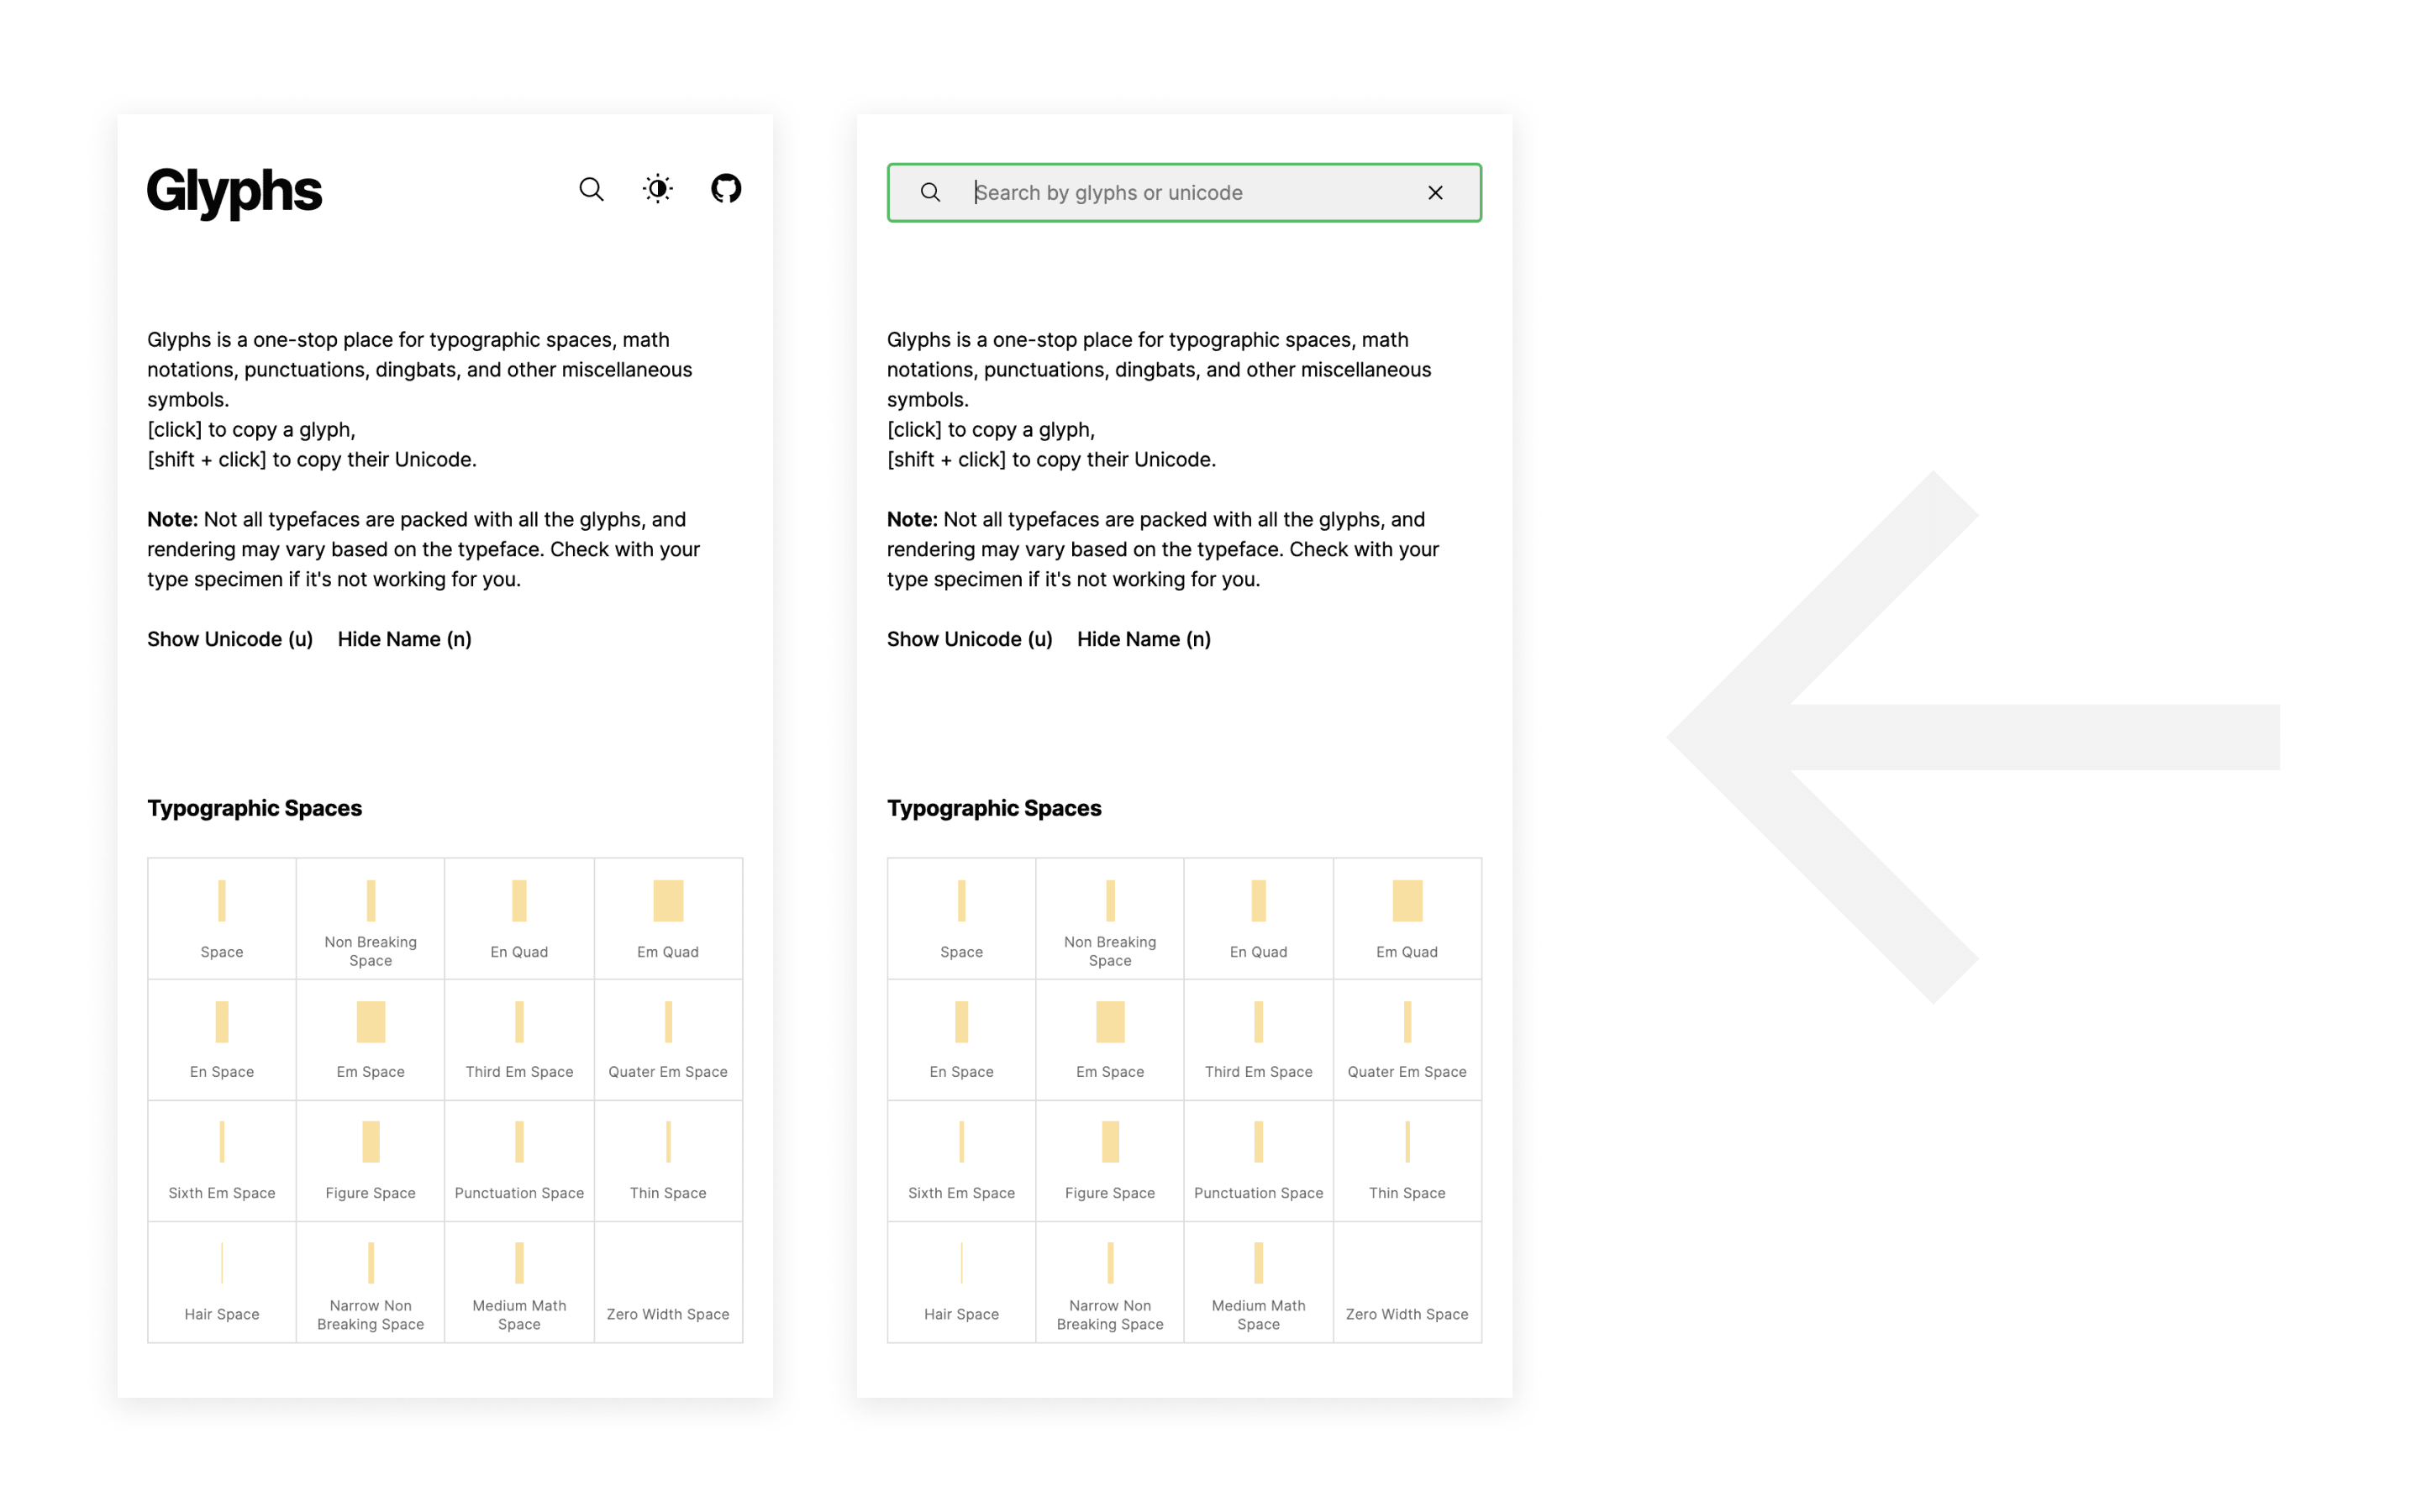 Glyphs
Glyphs is a one-stop place for typographic spaces, math
notations, punctuations, dingbats, and other miscellaneous
symbols.
[click] to copy a glyph,
[shift + click] to copy their Unicode.
Note: Not all typefaces are packed with all the glyphs, and
rendering may vary based on the typeface. Check with your
type specimen if it's not working for you.
Show Unicode (u) Hide Name (n)
Typographic Spaces
Space
Non Breaking
Space
En Quad
Em Quad
En Space
Em Space
Third Em Space
Quater Em Space
Sixth Em Space
Figure Space
Punctuation Space
Thin Space
Hair Space
Narrow Non
Breaking Space
Medium Math
Space
Zero Width Space
Search by glyphs or unicode
Glyphs is a one-stop place for typographic spaces, math
notations, punctuations, dingbats, and other miscellaneous
symbols.
[click] to copy a glyph,
[shift + click] to copy their Unicode.
Note: Not all typefaces are packed with all the glyphs, and
rendering may vary based on the typeface. Check with your
type specimen if it's not working for you.
Show Unicode (u) Hide Name (n)
Typographic Spaces
Space
Non Breaking
Space
En Quad
Em Quad
En Space
Em Space
Third Em Space
Quater Em Space
Sixth Em Space
Figure Space
Punctuation Space
Thin Space
Hair Space
Narrow Non
Breaking Space
Medium Math
Space
Zero Width Space